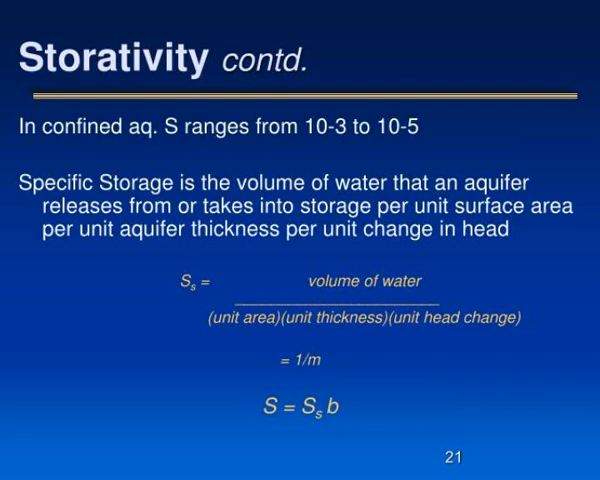 Storativity contd.
In confined aq. S ranges from 10-3 to 10-5
Specific Storage is the volume of water that an aquifer
releases from or takes into storage per unit surface area
per unit aquifer thickness per unit change in head
Ss = volume of water
(unit area)(unit thickness)(unit head change)
= 1/m
S = Ss b
21